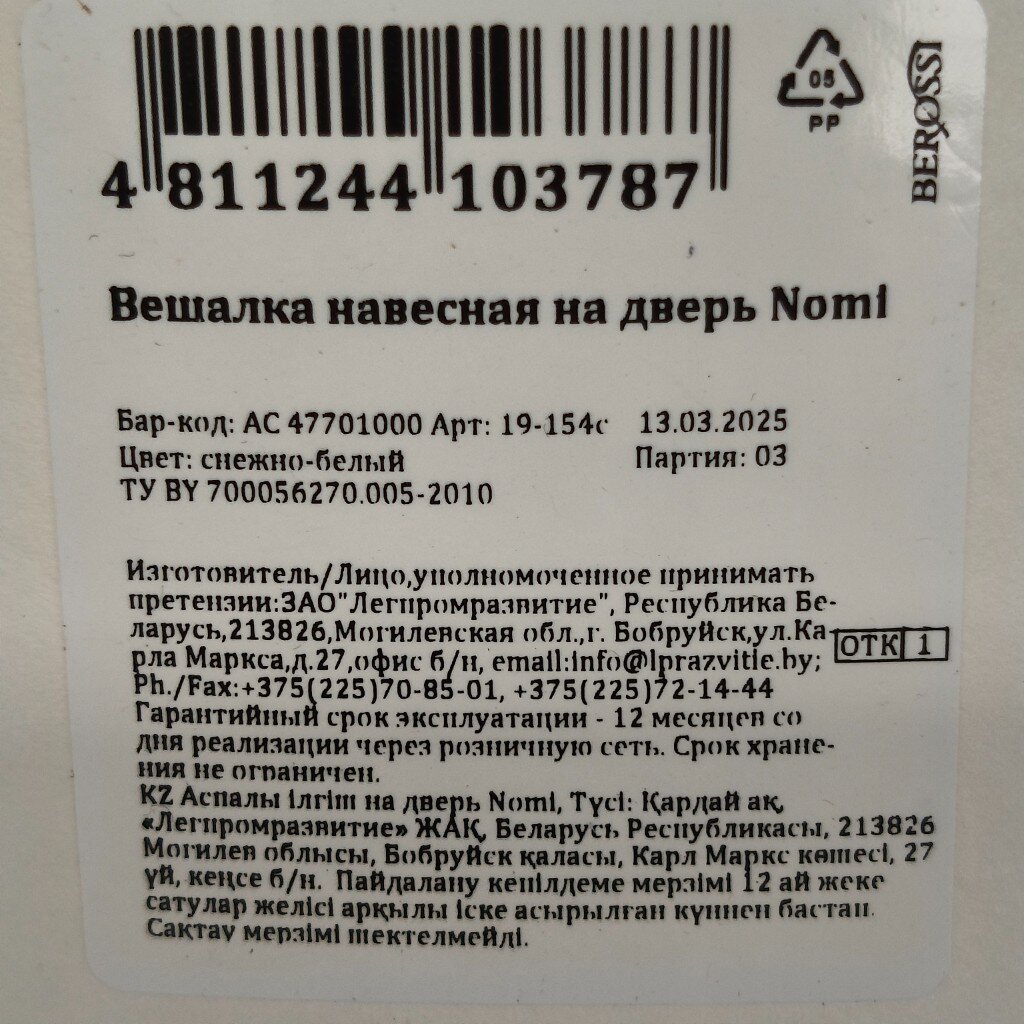 05
PP
BEROSSI
4 811244 103787
Вешалка навесная на дверь Nomi
Бар-код: АС 47701000 Арт: 19-154с 13.03.2025
Цвет: снежно-белый Партия: 03
ТУ BY 700056270.005-2010
Изготовитель/Лицо,уполномоченное принимать
претензии:ЗАО"Легпромразвитие", Республика Бе-
ларусь,213826,Могилевская обл.,г. Бобруйск,ул.Ка-
рла Маркса,д.27,офис б/н, email:info@lprazvitie.by;
ОТК 1
Ph./Fax:+375(225)70-85-01, +375(225)72-14-44
Гарантийный срок эксплуатации - 12 месяцев со
дня реализации через розничную сеть. Срок хране-
ния не ограничен.
KZ Аспалы ілгіш на дверь Nomi, Түсі: Қардай ақ,
«Легпромразвитие» ЖАҚ, Беларусь Республикасы, 213826
Могилев облысы, Бобруйск қаласы, Карл Маркс көшесі, 27
үй, кеңсе б/н. Пайдалану кепілдеме мерзімі 12 ай жеке
сатулар желісі арқылы іске асырылған күннен бастап.
Сақтау мерзімі шектелмейді.